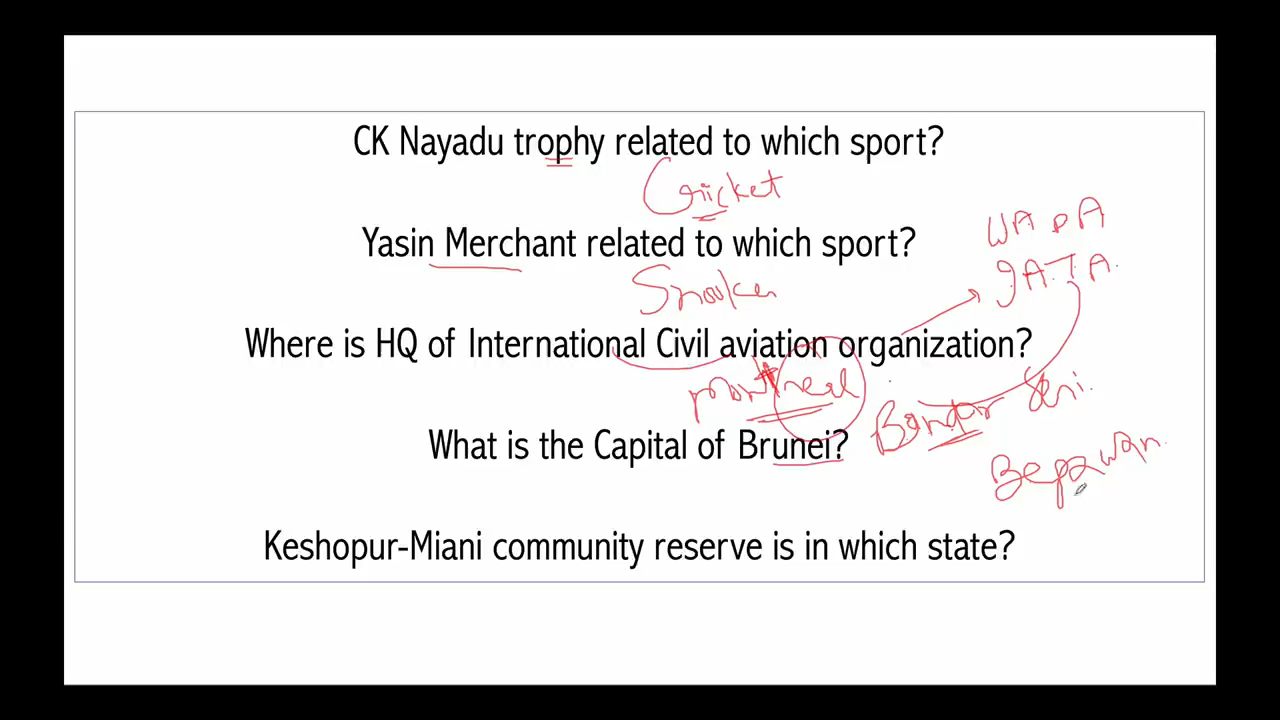 CK Nayadu trophy related to which sport?
Cricket
Yasin Merchant related to which sport?
WADA
Snooker
IATA.
Where is HQ of International Civil aviation organization?
Montreal
Bandar Seri.
What is the Capital of Brunei?
Begawan.
Keshopur-Miani community reserve is in which state?